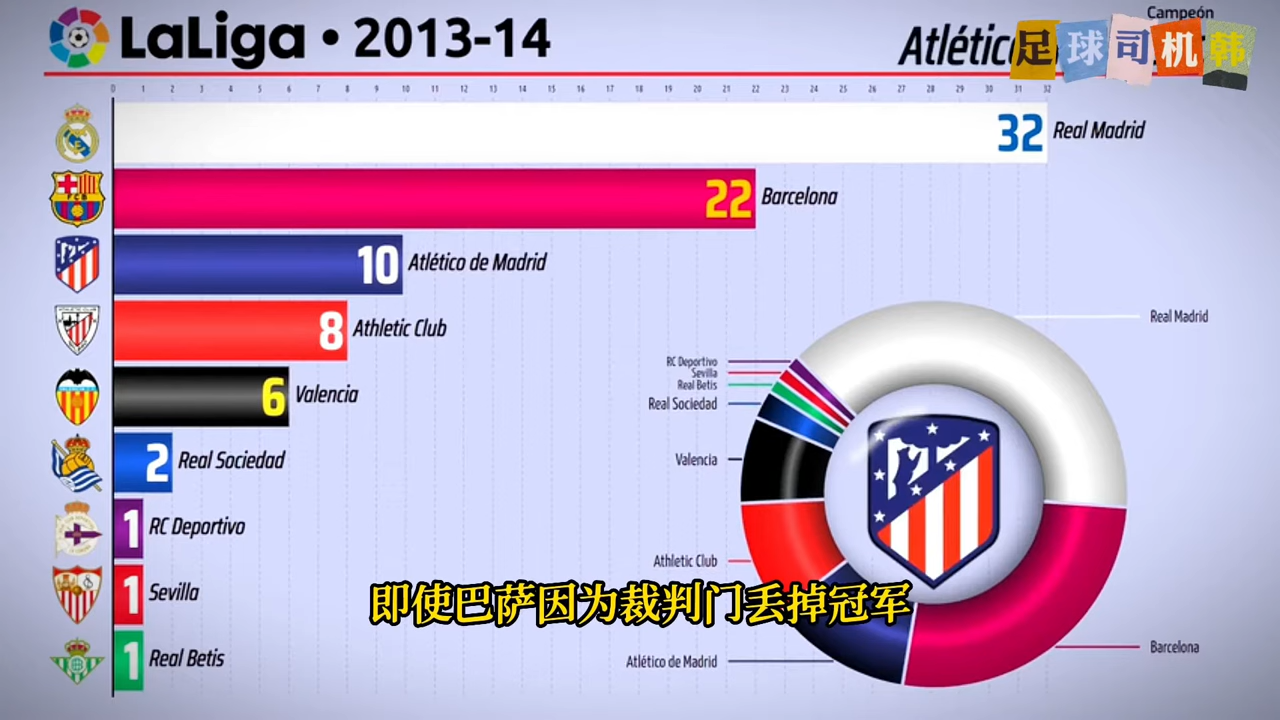 LaLiga • 2013-14
Campeón
Atlétic
足球司机韩
0 1 2 3 4 5 6 7 8 9 10 11 12 13 14 15 16 17 18 19 20 21 22 23 24 25 26 27 28 29 30 31 32
32 Real Madrid
22 Barcelona
10 Atlético de Madrid
8 Athletic Club
6 Valencia
2 Real Sociedad
1 RC Deportivo
1 Sevilla
1 Real Betis
Real Madrid
RC Deportivo
Sevilla
Real Betis
Real Sociedad
Valencia
Athletic Club
Barcelona
Atlético de Madrid
即使巴萨因为裁判门丢掉冠军